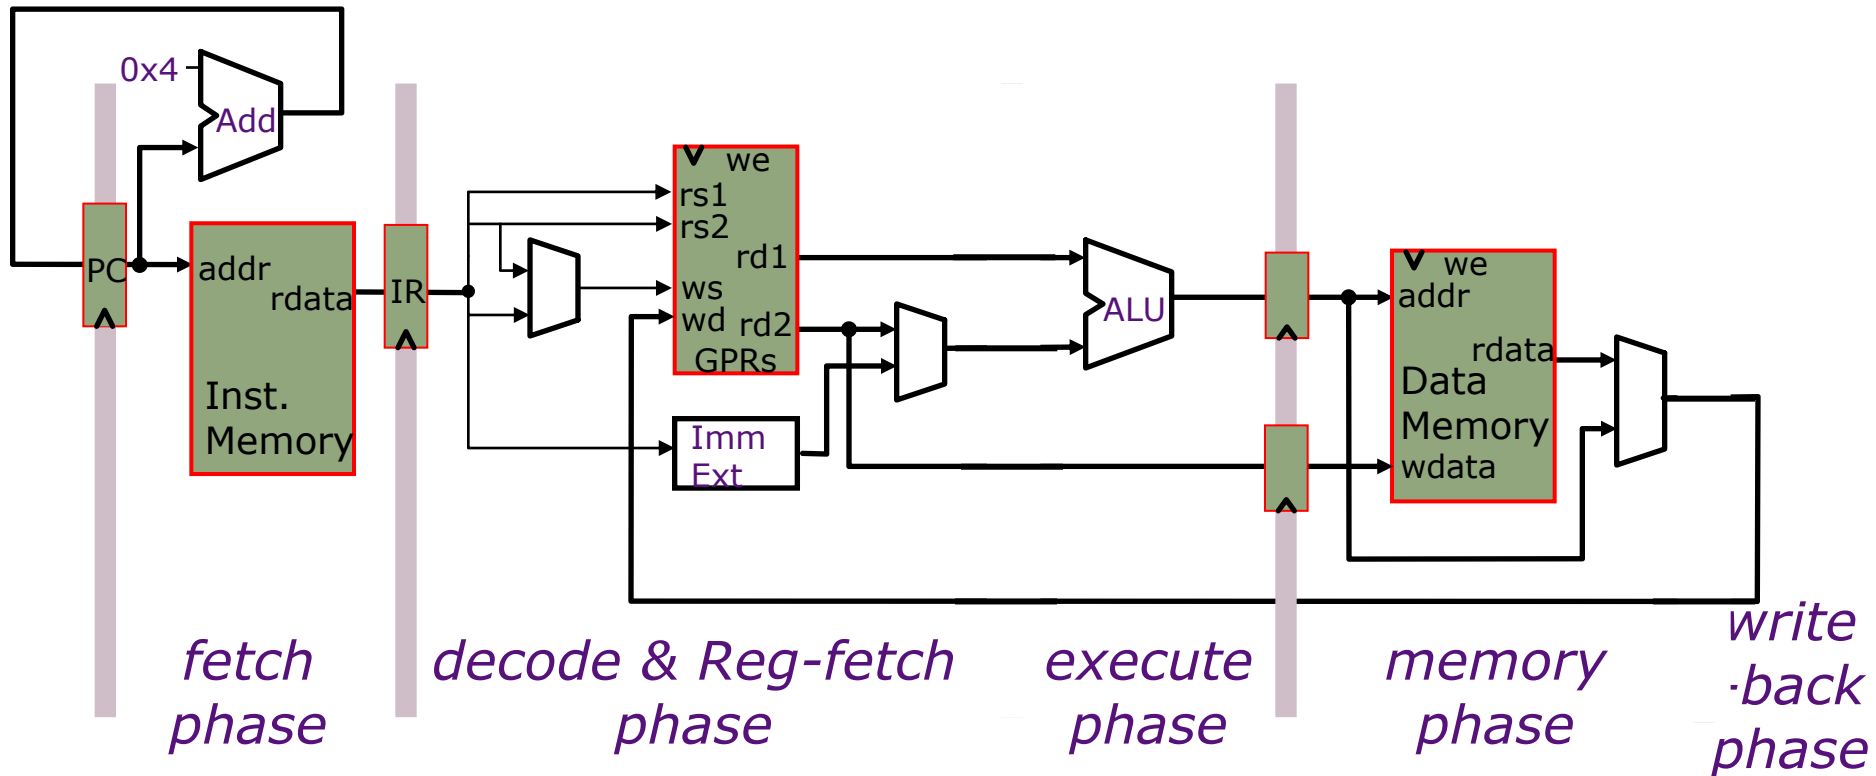 0x4
Add
PC
addr
rdata
Inst.
Memory
IR
we
rs1
rs2
rd1
ws
wd
rd2
GPRs
Imm
Ext
ALU
we
addr
rdata
Data
Memory
wdata
fetch
phase
decode & Reg-fetch
phase
execute
phase
memory
phase
write
-back
phase